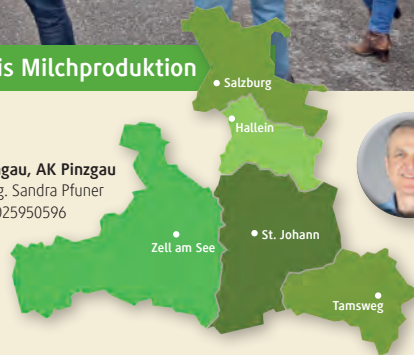 is Milchproduktion
Salzburg
Hallein
gau, AK Pinzgau
g. Sandra Pfuner
025950596
St. Johann
Zell am See
Tamsweg